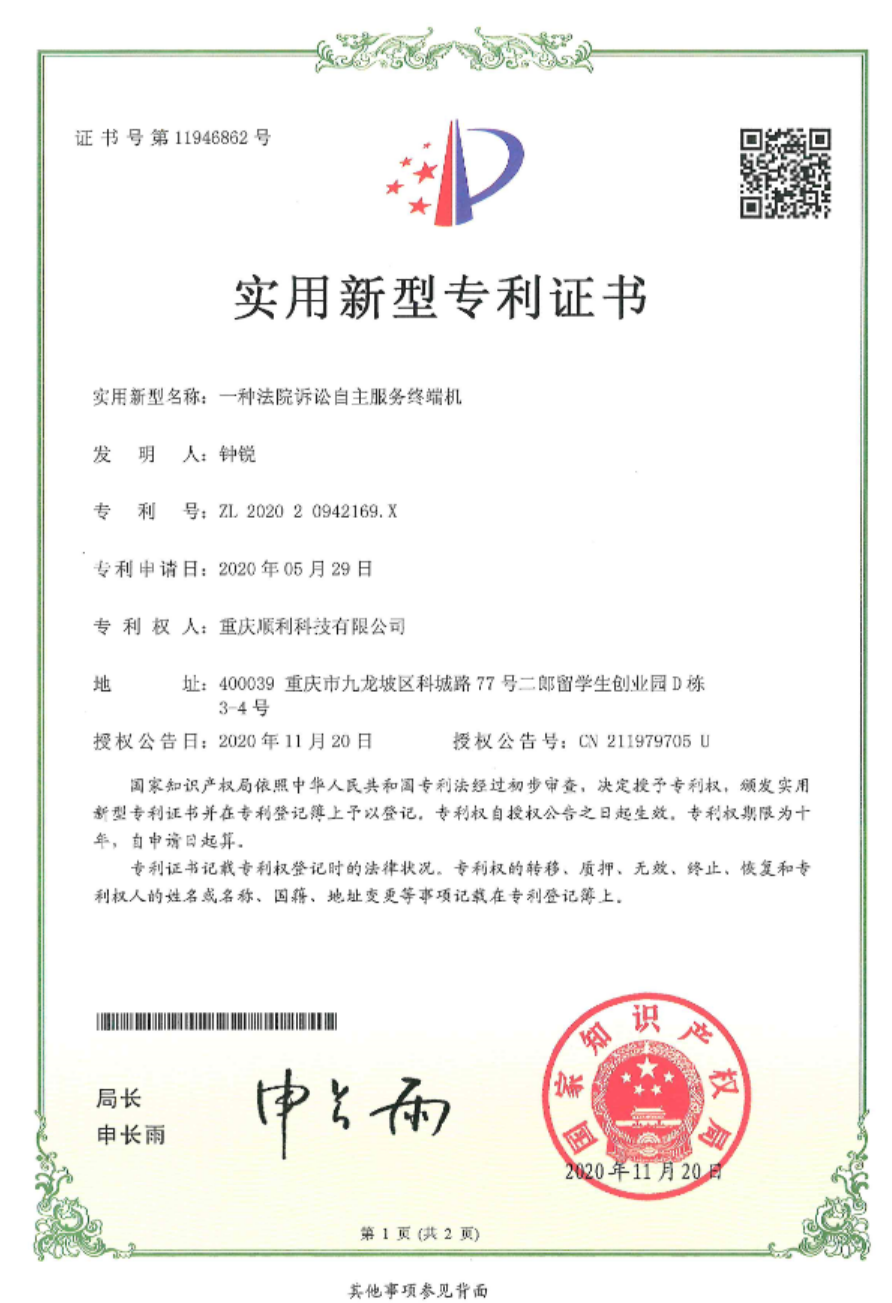 证书号第11946862号
实用新型专利证书
实用新型名称：一种法院诉讼自主服务终端机
发明人：钟锐
专利号：ZL 2020 2 0942169.X
专利申请日：2020年05月29日
专利权人：重庆顺利科技有限公司
地址：400039 重庆市九龙坡区科城路77号二郎留学生创业园D栋
3-4号
授权公告日：2020年11月20日 授权公告号：CN 211979705 U
国家知识产权局依照中华人民共和国专利法经过初步审查，决定授予专利权，颁发实用
新型专利证书并在专利登记簿上予以登记。专利权自授权公告之日起生效。专利权期限为十
年，自申请日起算。
专利证书记载专利权登记时的法律状况。专利权的转移、质押、无效、终止、恢复和专
利权人的姓名或名称、国籍、地址变更等事项记载在专利登记簿上。
局长
申长雨
申长雨
国家知识产权局
2020年11月20日
第 1 页 (共 2 页)
其他事项参见背面